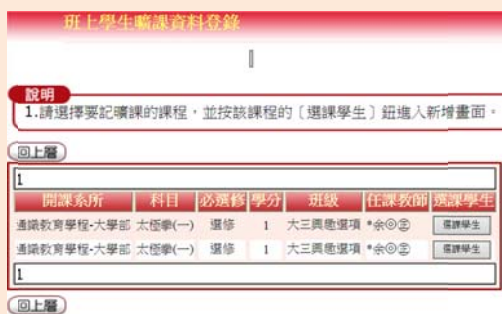 班上學生曠課資料登錄
說明
1.請選擇要記曠課的課程，並按該課程的〔選課學生〕鈕進入新增畫面。
回上層
1
開課系所 科目 必選修 學分 班級 任課教師 選課學生
通識教育學程-大學部 太極拳(一) 選修 1 大三興趣選項 *余◎ 選課學生
通識教育學程-大學部 太極拳(一) 選修 1 大三興趣選項 *余◎ 選課學生
1
回上層